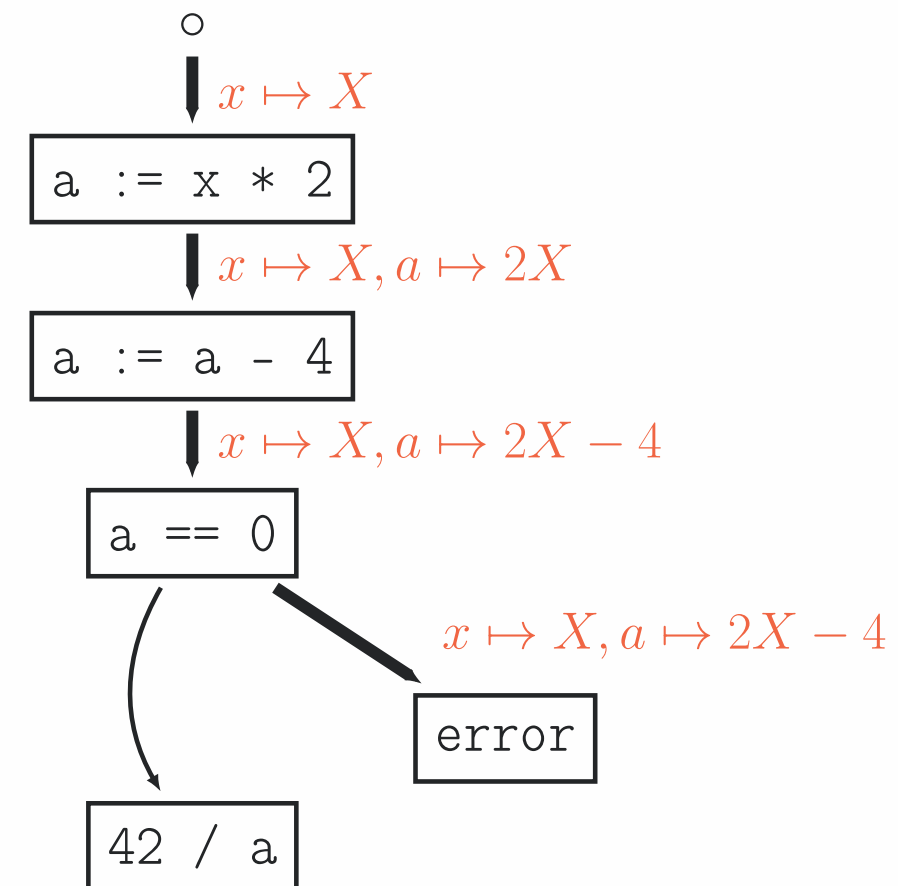 x ↦ X
a := x * 2
x ↦ X, a ↦ 2X
a := a - 4
x ↦ X, a ↦ 2X − 4
a == 0
x ↦ X, a ↦ 2X − 4
error
42 / a